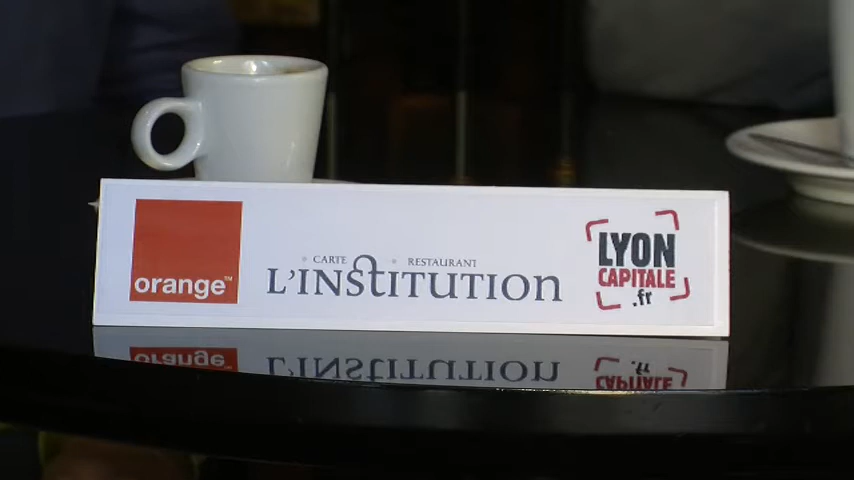 orange™
CARTE RESTAURANT
L'INSTITUTION
LYON
CAPITALE
.fr